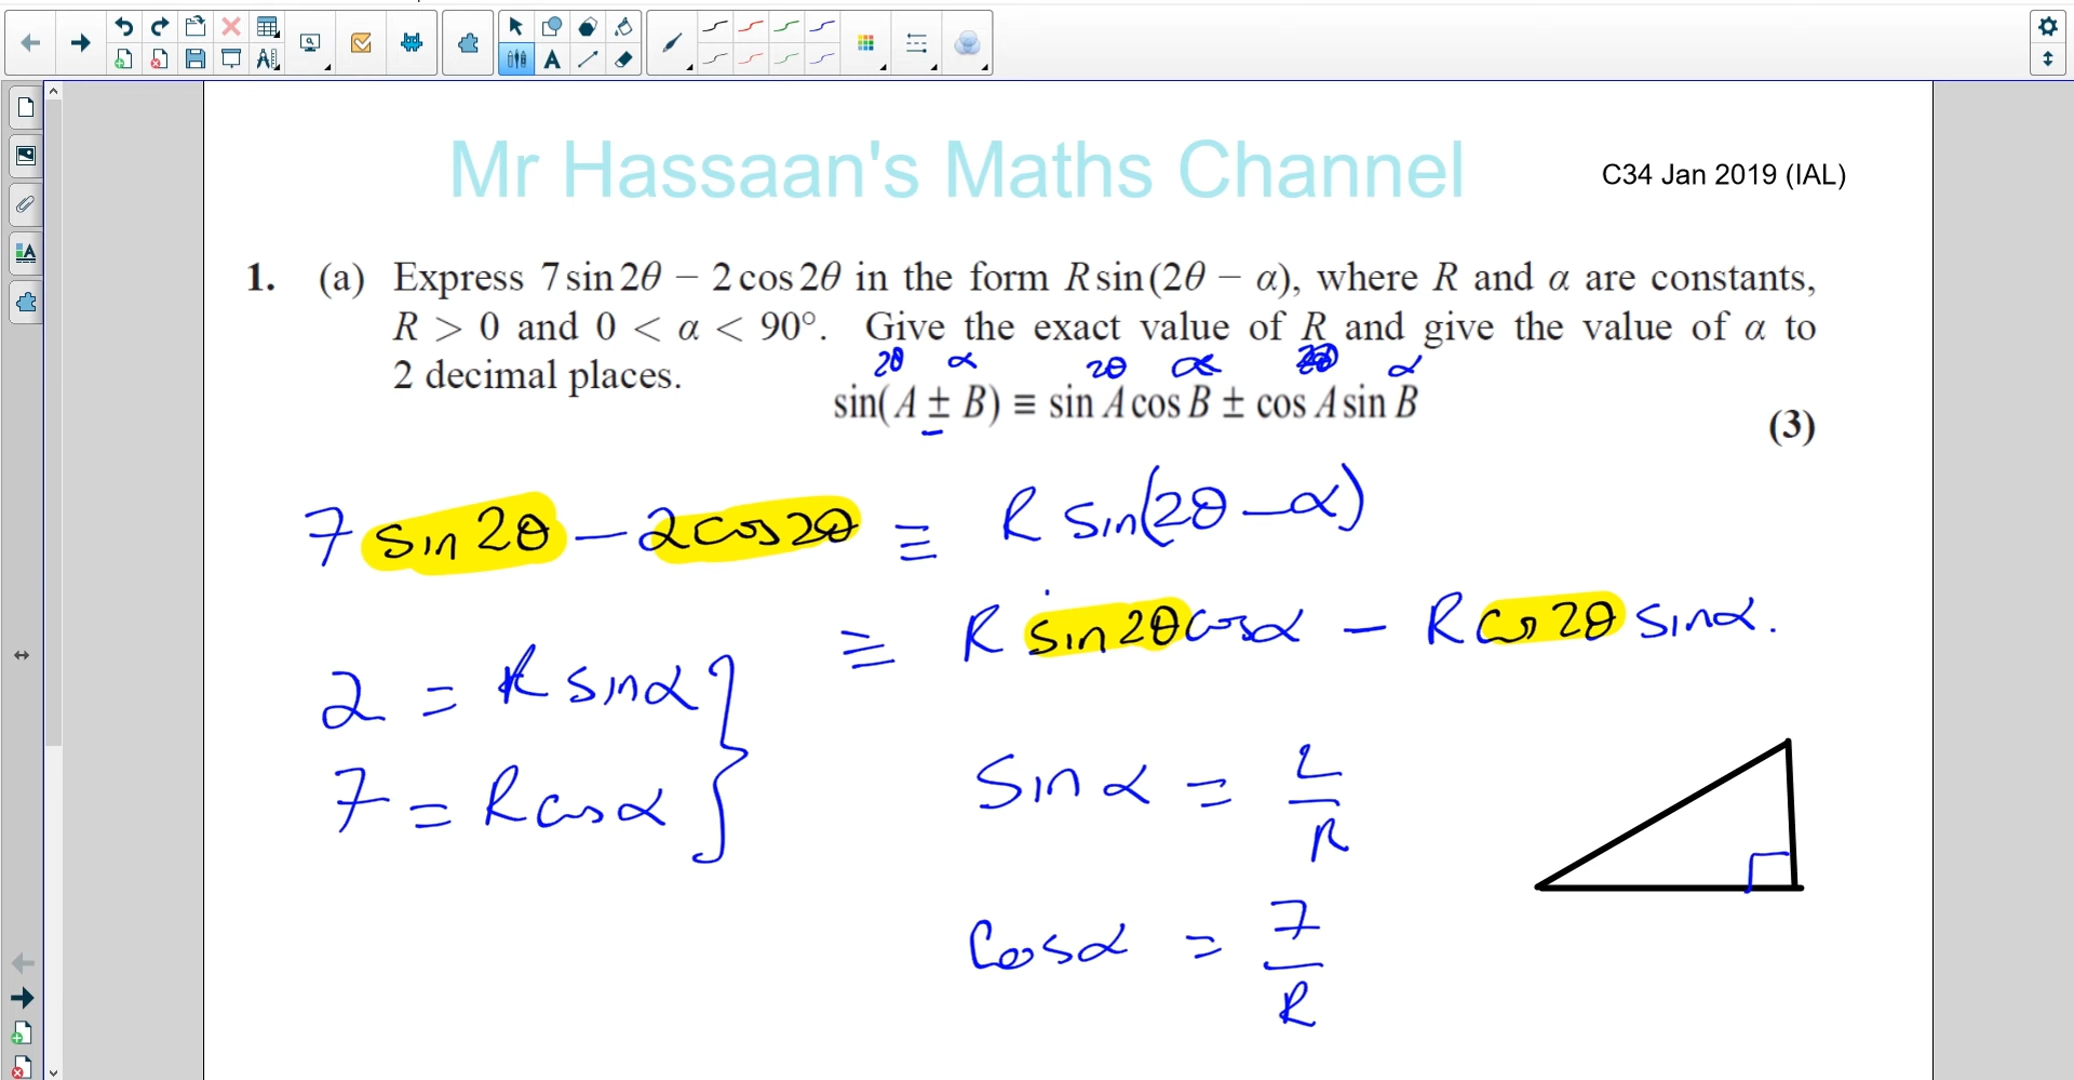 Mr Hassaan's Maths Channel
C34 Jan 2019 (IAL)
1. (a) Express 7 sin 2θ − 2 cos 2θ in the form R sin(2θ − α), where R and α are constants,
R > 0 and 0 < α < 90°. Give the exact value of R and give the value of α to
2 decimal places.
2θ α 2θ α 2θ α
sin(A ± B) ≡ sin A cos B ± cos A sin B
−
(3)
7 sin 2θ − 2 cos 2θ ≡ R sin(2θ − α)
≡ R sin 2θ cos α − R cos 2θ sin α.
2 = R sin α }
7 = R cos α
sin α = 2/R
cos α = 7/R